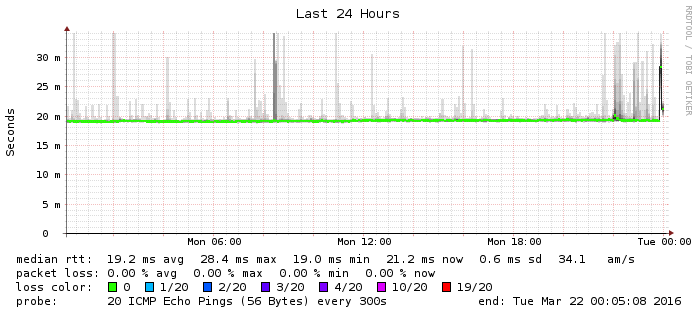 Last 24 Hours
RRDTOOL / TOBI OETIKER
Seconds
30 m
25 m
20 m
15 m
10 m
5 m
0
Mon 06:00 Mon 12:00 Mon 18:00 Tue 00:00
median rtt: 19.2 ms avg 28.4 ms max 19.0 ms min 21.2 ms now 0.6 ms sd 34.1 am/s
packet loss: 0.00 % avg 0.00 % max 0.00 % min 0.00 % now
loss color: 0 1/20 2/20 3/20 4/20 10/20 19/20
probe: 20 ICMP Echo Pings (56 Bytes) every 300s end: Tue Mar 22 00:05:08 2016